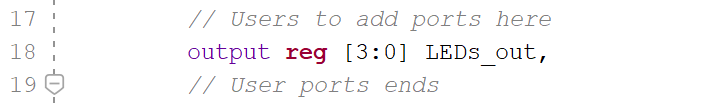 17 // Users to add ports here
18 output reg [3:0] LEDs_out,
19 // User ports ends